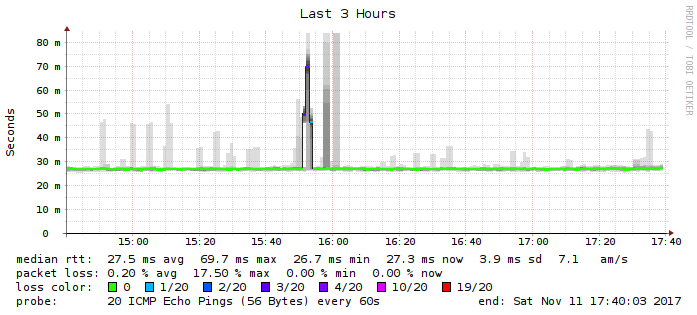 Last 3 Hours
RRDTOOL / TOBI OETIKER
Seconds
80 m
70 m
60 m
50 m
40 m
30 m
20 m
10 m
0
15:00 15:20 15:40 16:00 16:20 16:40 17:00 17:20 17:40
median rtt: 27.5 ms avg 69.7 ms max 26.7 ms min 27.3 ms now 3.9 ms sd 7.1 am/s
packet loss: 0.20 % avg 17.50 % max 0.00 % min 0.00 % now
loss color: 0 1/20 2/20 3/20 4/20 10/20 19/20
probe: 20 ICMP Echo Pings (56 Bytes) every 60s end: Sat Nov 11 17:40:03 2017